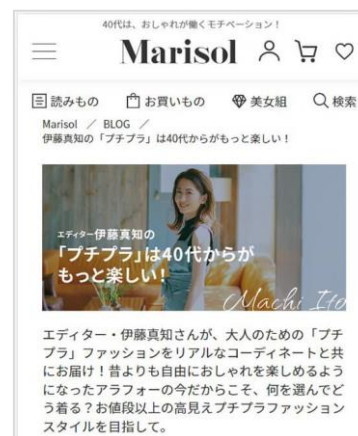 40代は、おしゃれが働くモチベーション！
Marisol
読みもの お買いもの 美女組 検索
Marisol ／ BLOG ／
伊藤真知の「プチプラ」は40代からがもっと楽しい！
エディター伊藤真知の
「プチプラ」は40代からが
もっと楽しい！
Machi Ito
エディター・伊藤真知さんが、大人のための「プチ
プラ」ファッションをリアルなコーディネートと共
にお届け！昔よりも自由におしゃれを楽しめるよう
になったアラフォーの今だからこそ、何を選んでど
う着る？お値段以上の高見えプチプラファッション
スタイルを目指して。